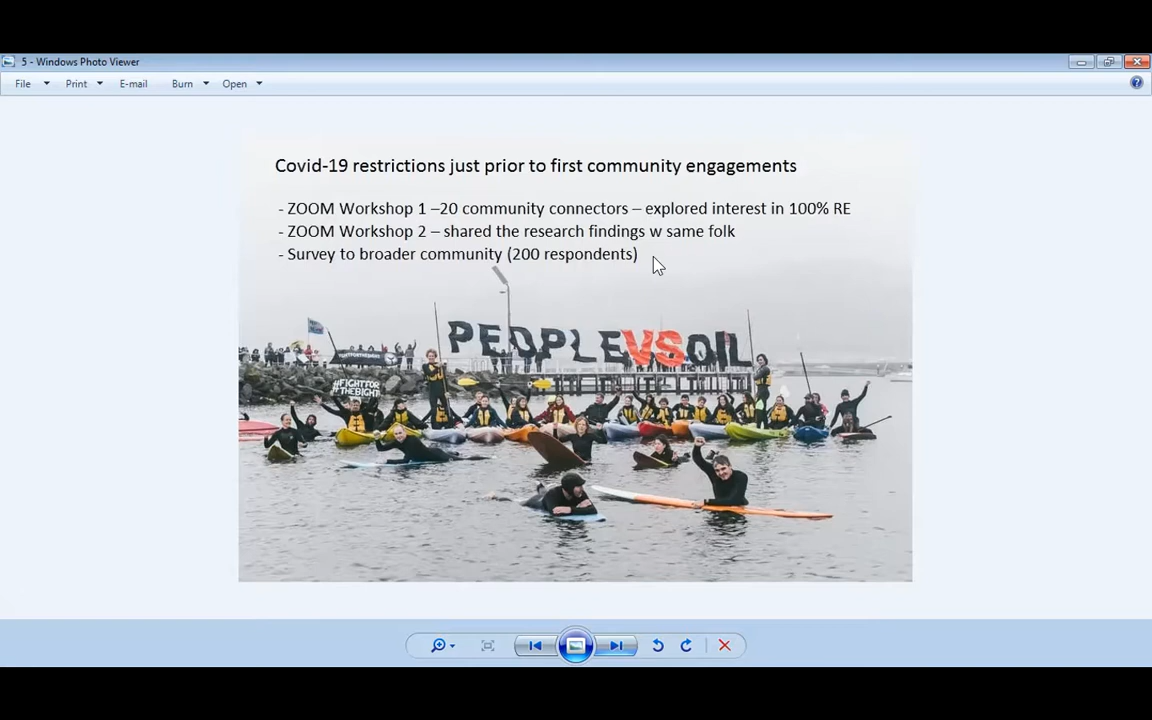 5 - Windows Photo Viewer
File Print E-mail Burn Open
Covid-19 restrictions just prior to first community engagements
- ZOOM Workshop 1 –20 community connectors – explored interest in 100% RE
- ZOOM Workshop 2 – shared the research findings w same folk
- Survey to broader community (200 respondents)
PEOPLE VS OIL
#FIGHTFOR
#THEBIGHT